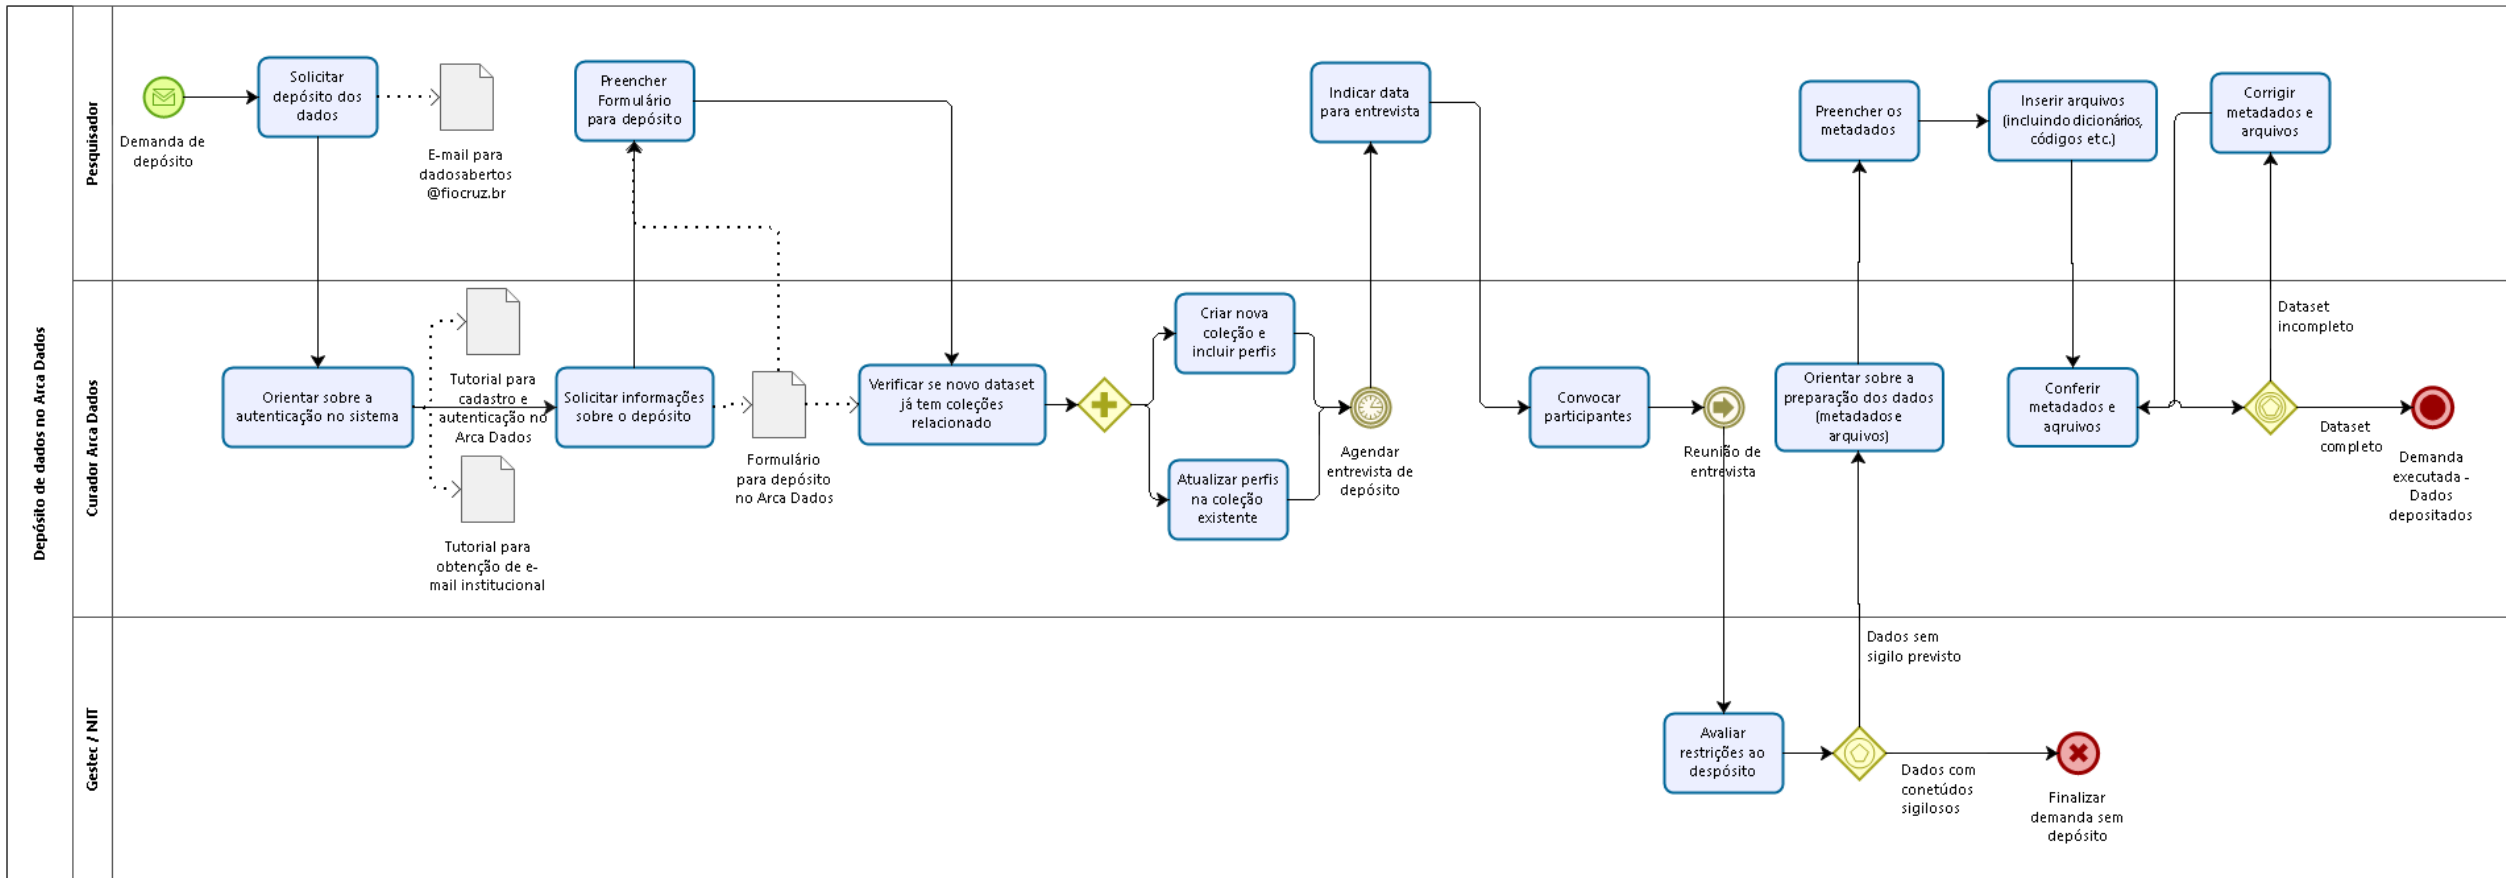 Depósito de dados no Arca Dados
Pesquisador
Demanda de
depósito
Solicitar
depósito dos
dados
E-mail para
dadosabertos
@fiocruz.br
Preencher
Formulário
para depósito
Indicar data
para entrevista
Preencher os
metadados
Inserir arquivos
(incluindo dicionários,
códigos etc.)
Corrigir
metadados e
arquivos
Curador Arca Dados
Orientar sobre a
autenticação no sistema
Tutorial para
cadastro e
autenticação no
Arca Dados
Tutorial para
obtenção de e-
mail institucional
Solicitar informações
sobre o depósito
Formulário
para depósito
no Arca Dados
Verificar se novo dataset
já tem coleções
relacionado
Criar nova
coleção e
incluir perfis
Atualizar perfis
na coleção
existente
Agendar
entrevista de
depósito
Convocar
participantes
Reunião de
entrevista
Orientar sobre a
preparação dos dados
(metadados e
arquivos)
Conferir
metadados e
aqruivos
Dataset
incompleto
Dataset
completo
Demanda
executada -
Dados
depositados
Gestec / NIT
Avaliar
restrições ao
despósito
Dados sem
sigilo previsto
Dados com
conetúdos
sigilosos
Finalizar
demanda sem
depósito